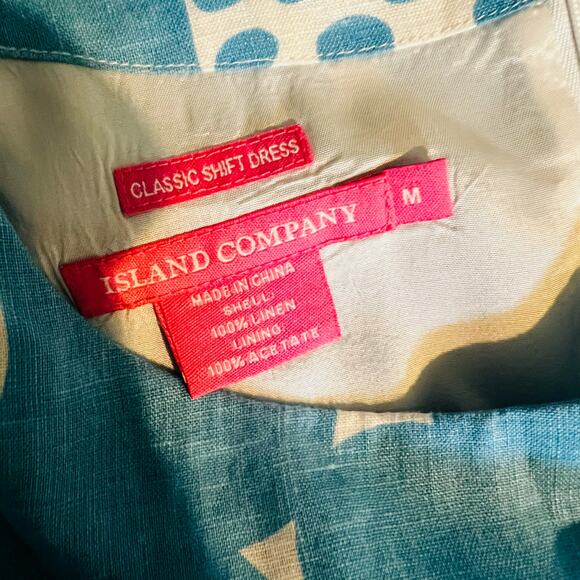 CLASSIC SHIFT DRESS
ISLAND COMPANY
M
MADE IN CHINA
SHELL
100% LINEN
LINING
100% ACETATE